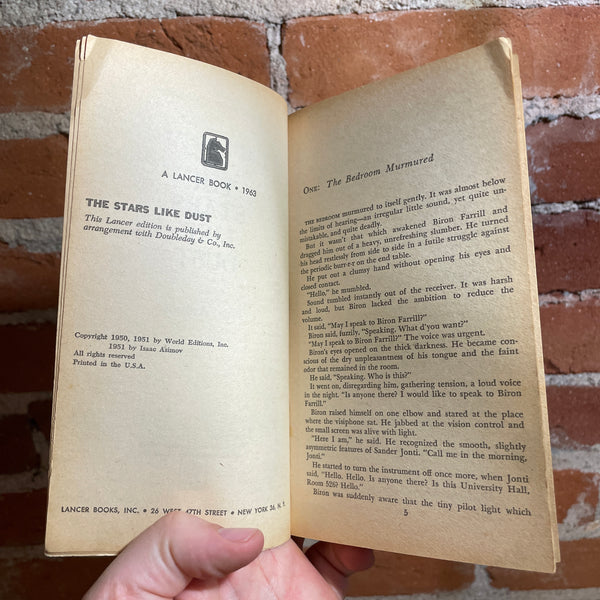 A LANCER BOOK • 1963
THE STARS LIKE DUST
This Lancer edition is published by
arrangement with Doubleday & Co., Inc.
Copyright 1950, 1951 by World Editions, Inc.
1951 by Isaac Asimov
All rights reserved
Printed in the U.S.A.
LANCER BOOKS, INC. • 26 WEST 47TH STREET • NEW YORK 36, N. Y.
ONE: The Bedroom Murmured
THE BEDROOM murmured to itself gently. It was almost below
the limits of hearing—an irregular little sound, yet quite un-
mistakable, and quite deadly.
But it wasn't that which awakened Biron Farrill and
dragged him out of a heavy, unrefreshing slumber. He turned
his head restlessly from side to side in a futile struggle against
the periodic burr-r-r on the end table.
He put out a clumsy hand without opening his eyes and
closed contact.
"Hello," he mumbled.
Sound tumbled instantly out of the receiver. It was harsh
and loud, but Biron lacked the ambition to reduce the
volume.
It said, "May I speak to Biron Farrill?"
Biron said, fuzzily, "Speaking. What d'you want?"
"May I speak to Biron Farrill?" The voice was urgent.
Biron's eyes opened on the thick darkness. He became con-
scious of the dry unpleasantness of his tongue and the faint
odor that remained in the room.
He said, "Speaking. Who is this?"
It went on, disregarding him, gathering tension, a loud voice
in the night. "Is anyone there? I would like to speak to Biron
Farrill."
Biron raised himself on one elbow and stared at the place
where the visiphone sat. He jabbed at the vision control and
the small screen was alive with light.
"Here I am," he said. He recognized the smooth, slightly
asymmetric features of Sander Jonti. "Call me in the morning,
Jonti."
He started to turn the instrument off once more, when Jonti
said, "Hello. Hello. Is anyone there? Is this University Hall,
Room 526? Hello."
Biron was suddenly aware that the tiny pilot light which
5